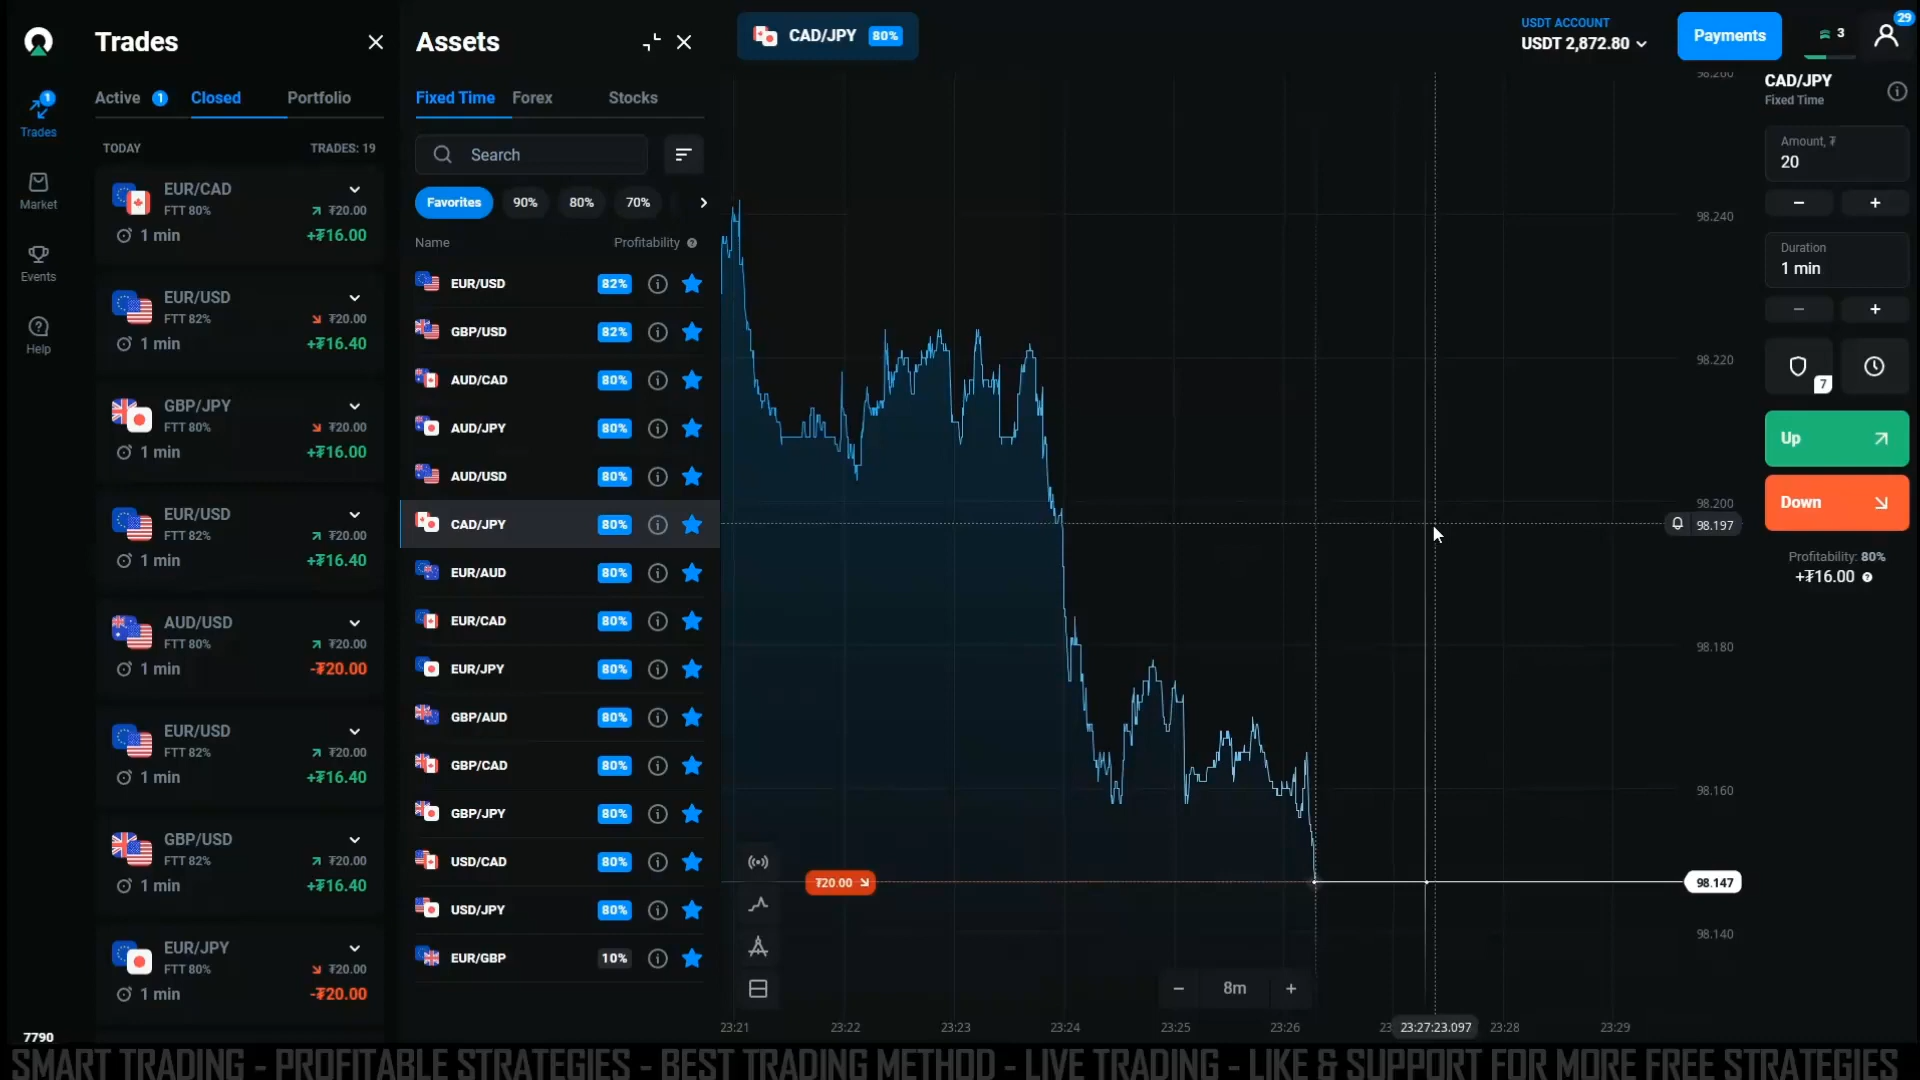 Trades
Active 1
Closed
Portfolio
TODAY
TRADES: 19
EUR/CAD
FTT 80%
₮20.00
1 min
+₮16.00
EUR/USD
FTT 82%
₮20.00
1 min
+₮16.40
GBP/JPY
FTT 80%
₮20.00
1 min
+₮16.00
EUR/USD
FTT 82%
₮20.00
1 min
+₮16.40
AUD/USD
FTT 80%
₮20.00
1 min
-₮20.00
EUR/USD
FTT 82%
₮20.00
1 min
+₮16.40
GBP/USD
FTT 82%
₮20.00
1 min
+₮16.40
EUR/JPY
FTT 80%
₮20.00
1 min
-₮20.00
1
Trades
Market
Events
Help
7790
Assets
Fixed Time
Forex
Stocks
Search
Favorites
90%
80%
70%
Name
Profitability
EUR/USD 82%
GBP/USD 82%
AUD/CAD 80%
AUD/JPY 80%
AUD/USD 80%
CAD/JPY 80%
EUR/AUD 80%
EUR/CAD 80%
EUR/JPY 80%
GBP/AUD 80%
GBP/CAD 80%
GBP/JPY 80%
USD/CAD 80%
USD/JPY 80%
EUR/GBP 10%
CAD/JPY 80%
USDT ACCOUNT
USDT 2,872.80
Payments
3
29
98.260
98.240
98.220
98.200
98.197
98.180
98.160
98.147
98.140
₮20.00
8m
23:21
23:22
23:23
23:24
23:25
23:26
23
23:27:23.097
23:28
23:29
CAD/JPY
Fixed Time
Amount, ₮
20
Duration
1 min
7
Up
Down
Profitability: 80%
+₮16.00
SMART TRADING - PROFITABLE STRATEGIES - BEST TRADING METHOD - LIVE TRADING - LIKE & SUPPORT FOR MORE FREE STRATEGIES